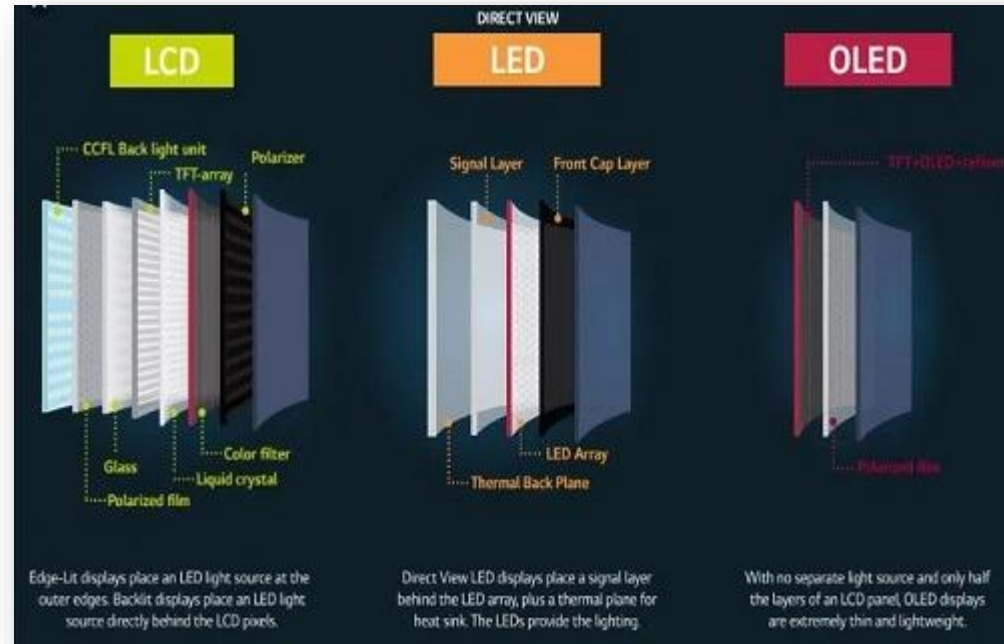 DIRECT VIEW
LCD
LED
OLED
CCFL Back light unit
TFT-array
Polarizer
Color filter
Liquid crystal
Glass
Polarized film
Signal Layer
Front Cap Layer
LED Array
Thermal Back Plane
Polarized film
Edge-Lit displays place an LED light source at the
outer edges. Backlit displays place an LED light
source directly behind the LCD pixels.
Direct View LED displays place a signal layer
behind the LED array, plus a thermal plane for
heat sink. The LEDs provide the lighting.
With no separate light source and only half
the layers of an LCD panel, OLED displays
are extremely thin and lightweight.